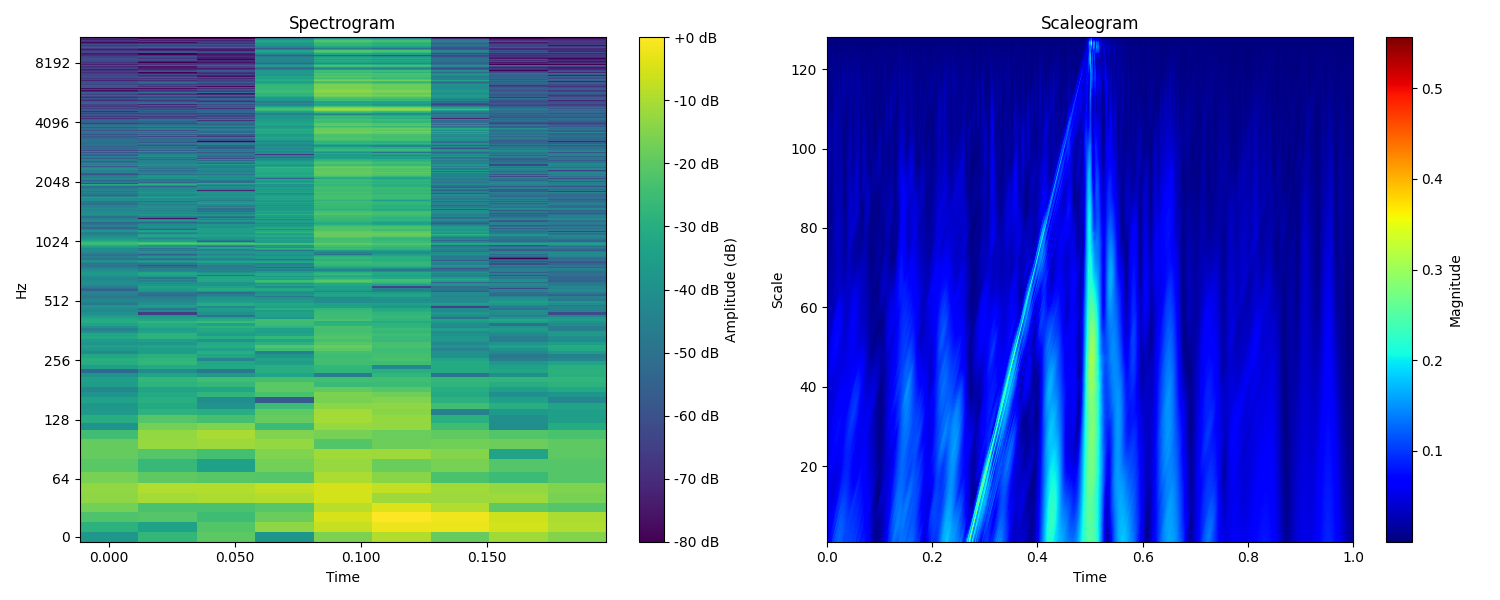 Spectrogram
Hz
8192
4096
2048
1024
512
256
128
64
0
0.000 0.050 0.100 0.150
Time
+0 dB
-10 dB
-20 dB
-30 dB
-40 dB
-50 dB
-60 dB
-70 dB
-80 dB
Amplitude (dB)
Scaleogram
Scale
120
100
80
60
40
20
0.0 0.2 0.4 0.6 0.8 1.0
Time
0.5
0.4
0.3
0.2
0.1
Magnitude